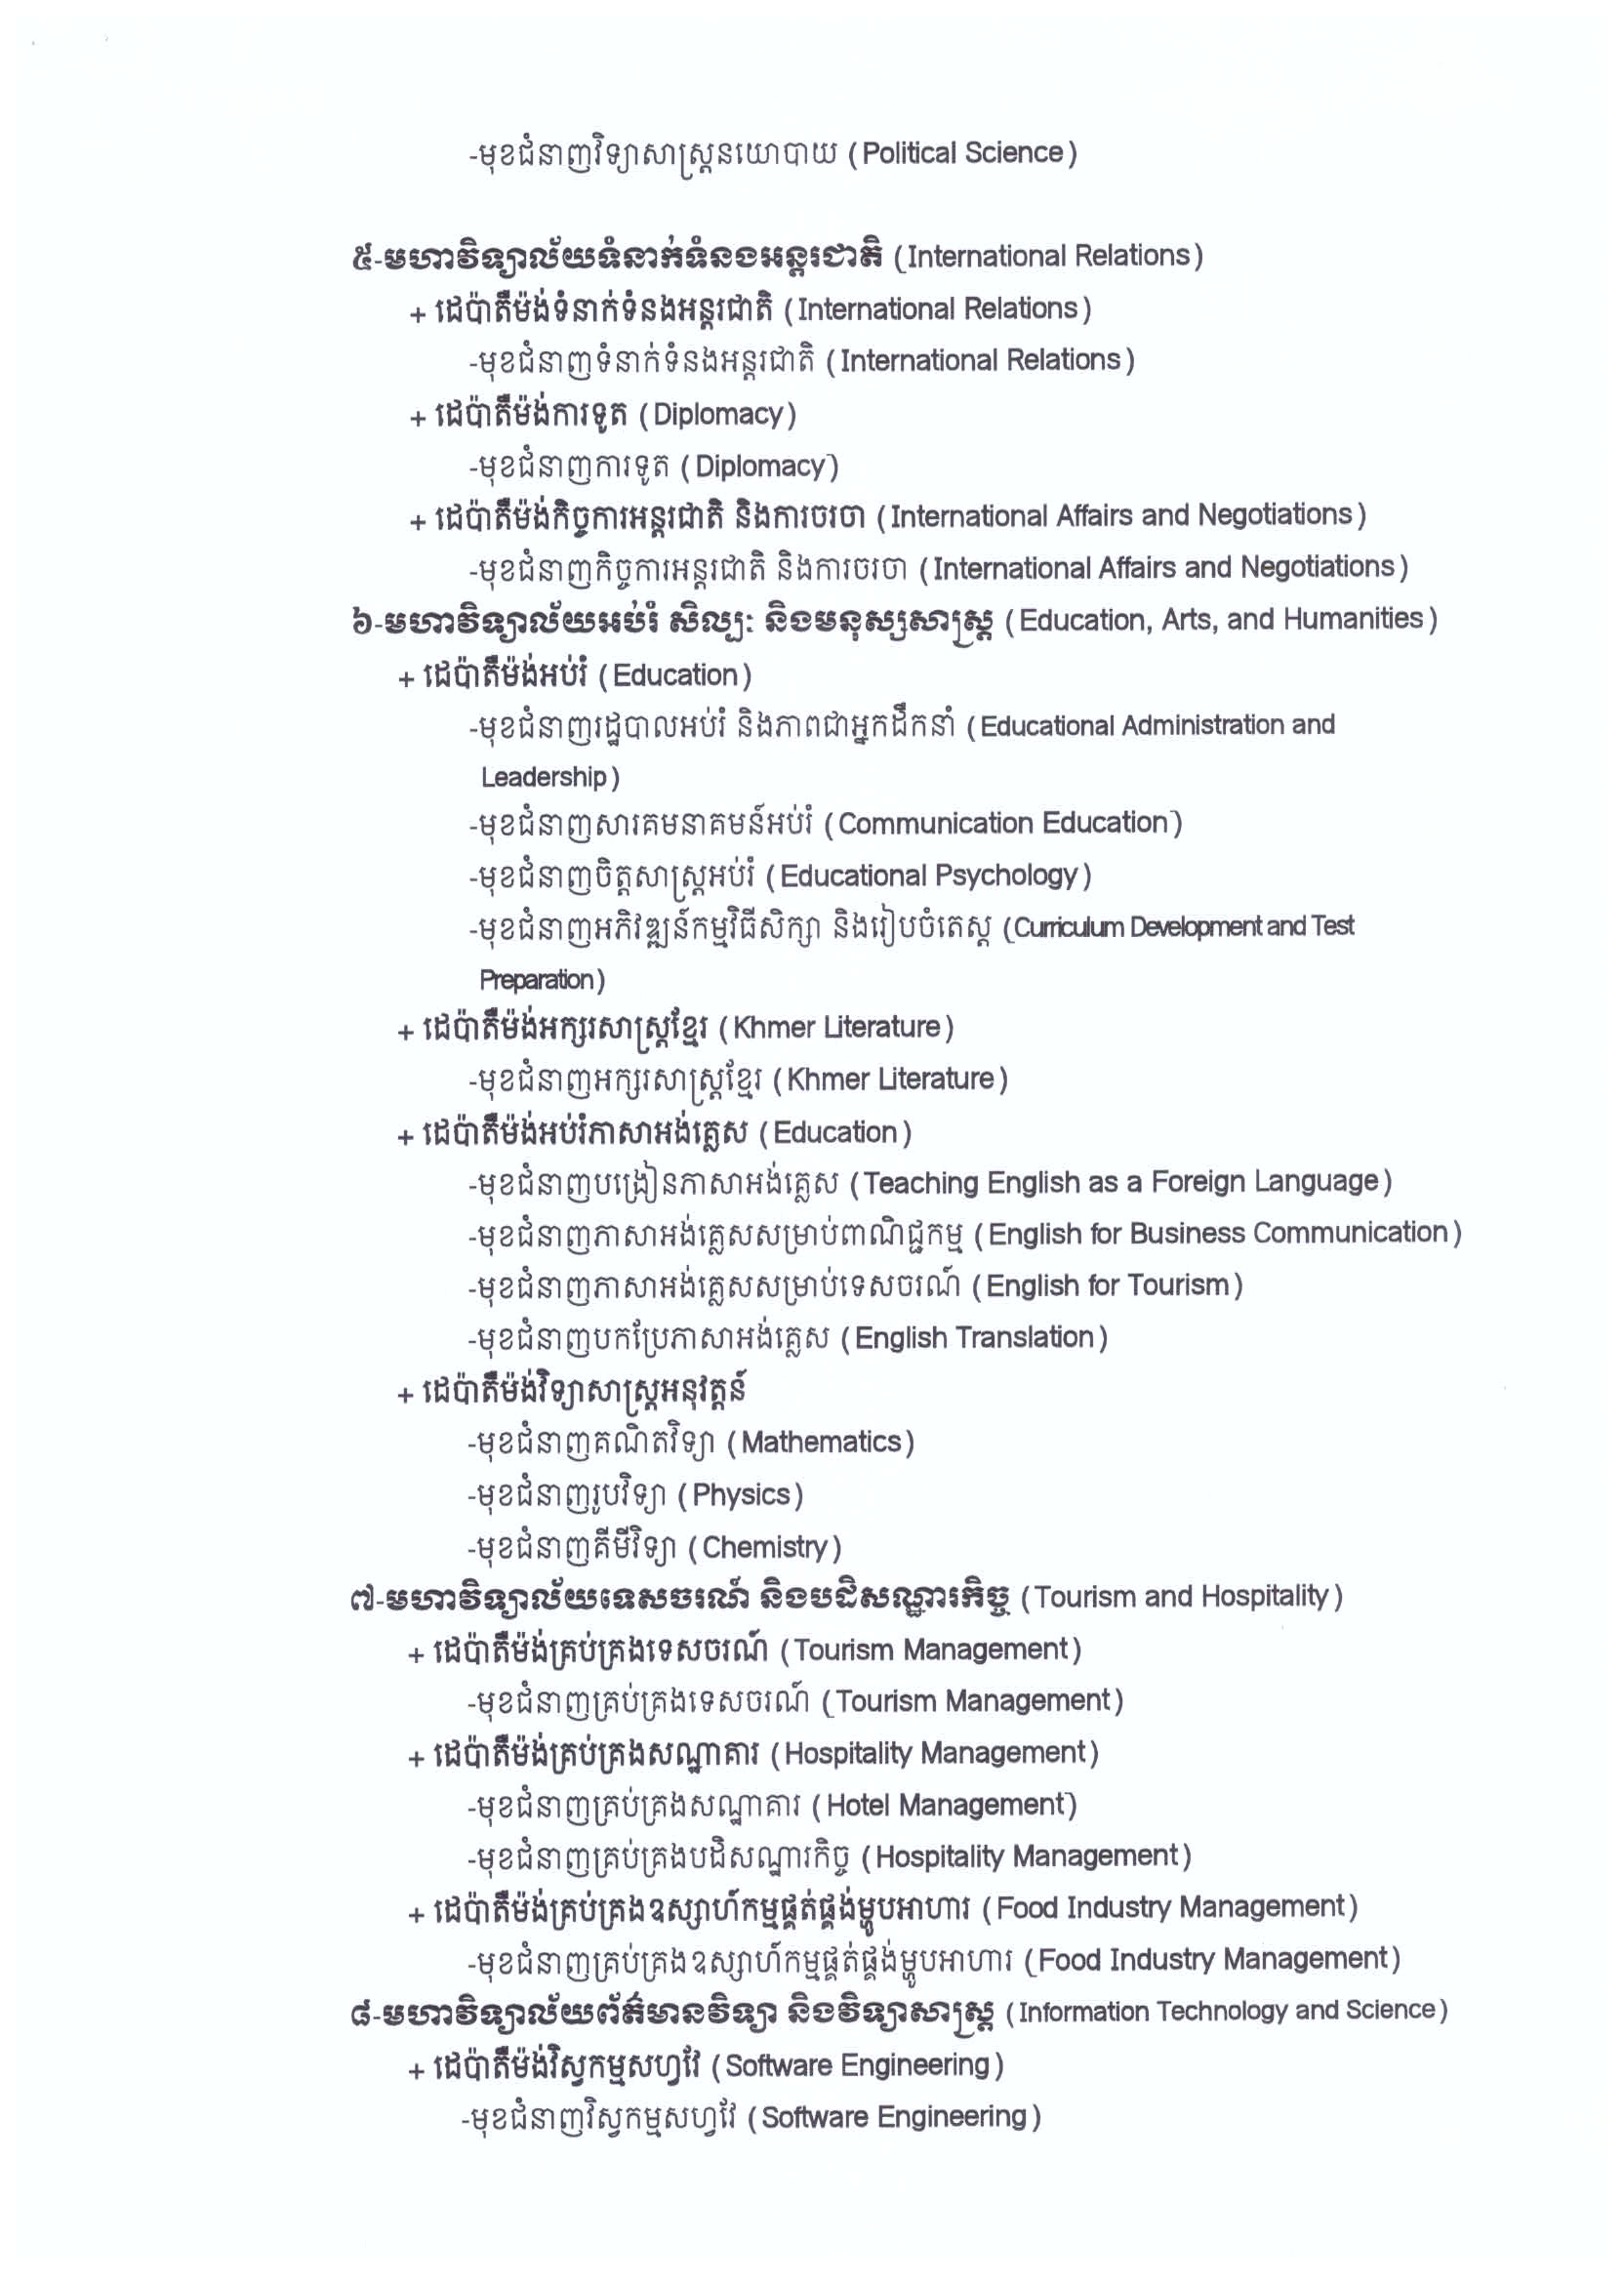 -មុខជំនាញវិទ្យាសាស្ត្រនយោបាយ (Political Science)
៥-មហាវិទ្យាល័យទំនាក់ទំនងអន្តរជាតិ (International Relations)
+ ដេប៉ាតឺម៉ង់ទំនាក់ទំនងអន្តរជាតិ (International Relations)
-មុខជំនាញទំនាក់ទំនងអន្តរជាតិ (International Relations)
+ ដេប៉ាតឺម៉ង់ការទូត (Diplomacy)
-មុខជំនាញការទូត (Diplomacy)
+ ដេប៉ាតឺម៉ង់កិច្ចការអន្តរជាតិ និងការចរចា (International Affairs and Negotiations)
-មុខជំនាញកិច្ចការអន្តរជាតិ និងការចរចា (International Affairs and Negotiations)
៦-មហាវិទ្យាល័យអប់រំ សិល្បៈ និងមនុស្សសាស្ត្រ (Education, Arts, and Humanities)
+ ដេប៉ាតឺម៉ង់អប់រំ (Education)
-មុខជំនាញរដ្ឋបាលអប់រំ និងភាពជាអ្នកដឹកនាំ (Educational Administration and
Leadership)
-មុខជំនាញសារគមនាគមន៍អប់រំ (Communication Education)
-មុខជំនាញចិត្តសាស្ត្រអប់រំ (Educational Psychology)
-មុខជំនាញអភិវឌ្ឍន៍កម្មវិធីសិក្សា និងរៀបចំតេស្ត (Curriculum Development and Test
Preparation)
+ ដេប៉ាតឺម៉ង់អក្សរសាស្ត្រខ្មែរ (Khmer Literature)
-មុខជំនាញអក្សរសាស្ត្រខ្មែរ (Khmer Literature)
+ ដេប៉ាតឺម៉ង់អប់រំភាសាអង់គ្លេស (Education)
-មុខជំនាញបង្រៀនភាសាអង់គ្លេស (Teaching English as a Foreign Language)
-មុខជំនាញភាសាអង់គ្លេសសម្រាប់ពាណិជ្ជកម្ម (English for Business Communication)
-មុខជំនាញភាសាអង់គ្លេសសម្រាប់ទេសចរណ៍ (English for Tourism)
-មុខជំនាញបកប្រែភាសាអង់គ្លេស (English Translation)
+ ដេប៉ាតឺម៉ង់វិទ្យាសាស្ត្រអនុវត្តន៍
-មុខជំនាញគណិតវិទ្យា (Mathematics)
-មុខជំនាញរូបវិទ្យា (Physics)
-មុខជំនាញគីមីវិទ្យា (Chemistry)
៧-មហាវិទ្យាល័យទេសចរណ៍ និងបដិសណ្ឋារកិច្ច (Tourism and Hospitality)
+ ដេប៉ាតឺម៉ង់គ្រប់គ្រងទេសចរណ៍ (Tourism Management)
-មុខជំនាញគ្រប់គ្រងទេសចរណ៍ (Tourism Management)
+ ដេប៉ាតឺម៉ង់គ្រប់គ្រងសណ្ឋាគារ (Hospitality Management)
-មុខជំនាញគ្រប់គ្រងសណ្ឋាគារ (Hotel Management)
-មុខជំនាញគ្រប់គ្រងបដិសណ្ឋារកិច្ច (Hospitality Management)
+ ដេប៉ាតឺម៉ង់គ្រប់គ្រងឧស្សាហ៍កម្មផ្គត់ផ្គង់ម្ហូបអាហារ (Food Industry Management)
-មុខជំនាញគ្រប់គ្រងឧស្សាហ៍កម្មផ្គត់ផ្គង់ម្ហូបអាហារ (Food Industry Management)
៨-មហាវិទ្យាល័យព័ត៌មានវិទ្យា និងវិទ្យាសាស្ត្រ (Information Technology and Science)
+ ដេប៉ាតឺម៉ង់វិស្វកម្មសហ្វវែ (Software Engineering)
-មុខជំនាញវិស្វកម្មសហ្វវែ (Software Engineering)